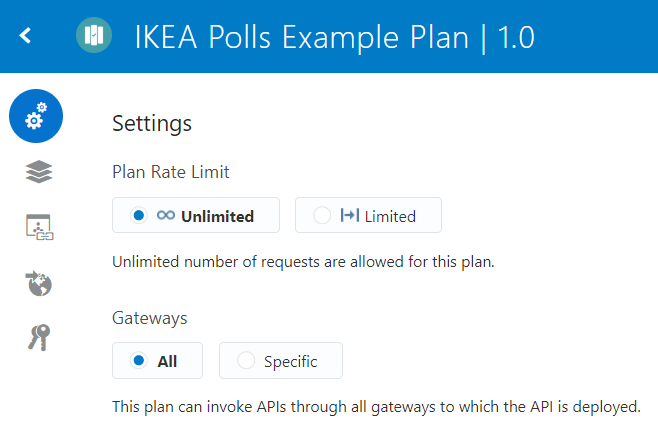 IKEA Polls Example Plan | 1.0
Settings
Plan Rate Limit
Unlimited Limited
Unlimited number of requests are allowed for this plan.
Gateways
All Specific
This plan can invoke APIs through all gateways to which the API is deployed.